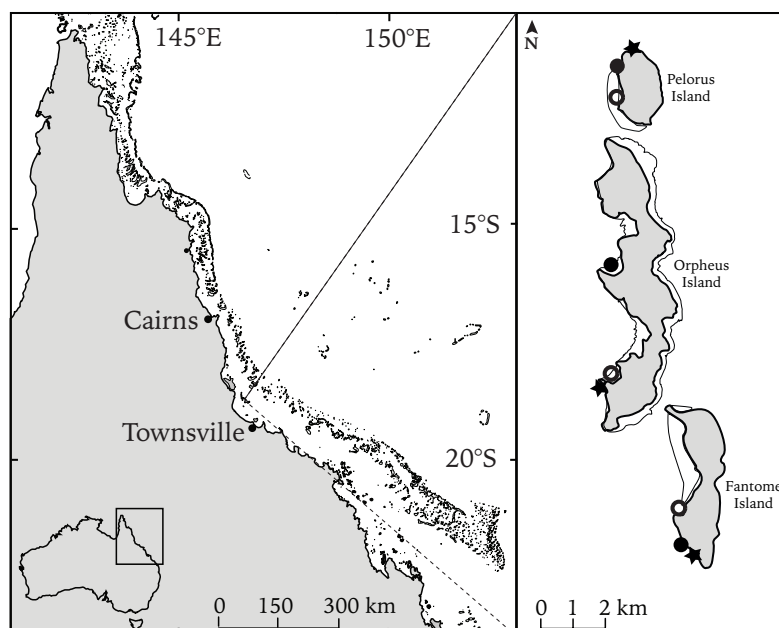 145°E
150°E
N
Pelorus
Island
15°S
Orpheus
Island
Cairns
Townsville
20°S
Fantome
Island
0 150 300 km
0 1 2 km